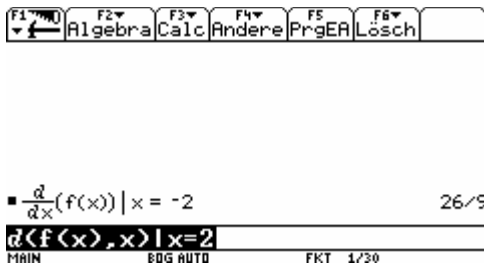 F1 F2 F3 F4 F5 F6
Algebra Calc Andere PrgEA Lösch
d/dx(f(x)) | x = -2 26/9
d(f(x),x)|x=2
MAIN BOG AUTO FKT 1/30